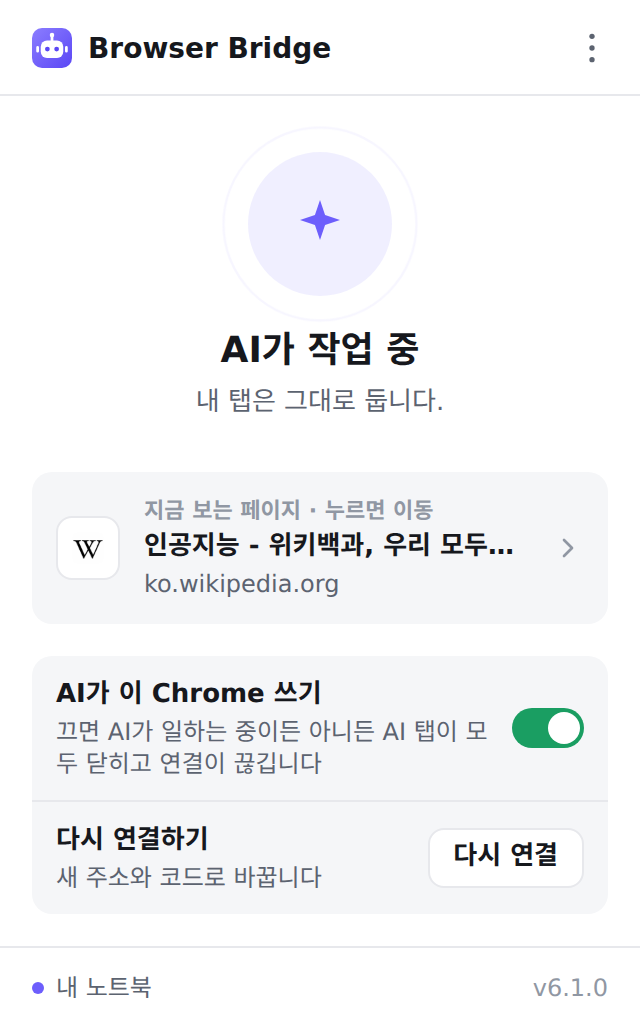 Browser Bridge
AI가 작업 중
내 탭은 그대로 둡니다.
지금 보는 페이지 · 누르면 이동
W
인공지능 - 위키백과, 우리 모두...
ko.wikipedia.org
AI가 이 Chrome 쓰기
끄면 AI가 일하는 중이든 아니든 AI 탭이 모
두 닫히고 연결이 끊깁니다
다시 연결하기
다시 연결
새 주소와 코드로 바꿉니다
내 노트북
v6.1.0